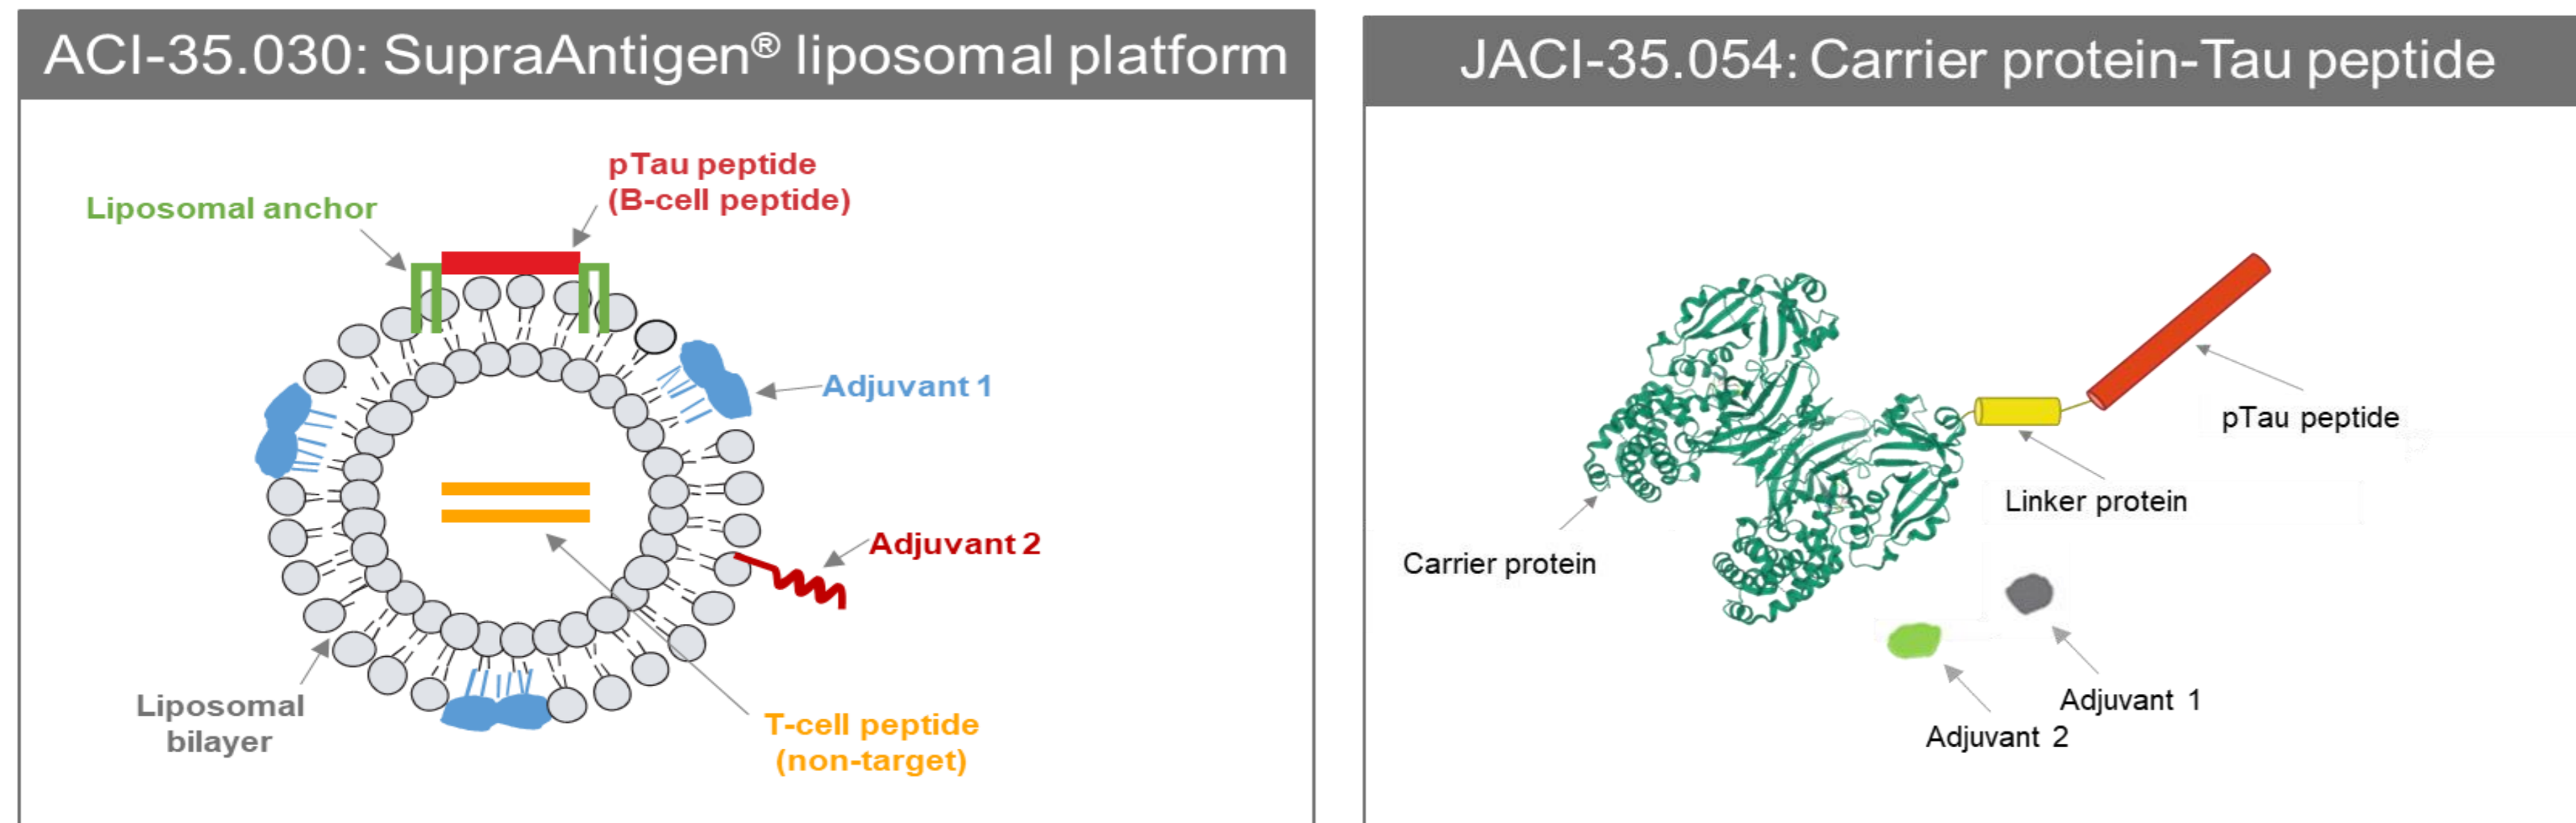 ACI-35.030: SupraAntigen® liposomal platform
pTau peptide
(B-cell peptide)
Liposomal anchor
Adjuvant 1
Adjuvant 2
Liposomal
bilayer
T-cell peptide
(non-target)
JACI-35.054: Carrier protein-Tau peptide
pTau peptide
Linker protein
Carrier protein
Adjuvant 1
Adjuvant 2